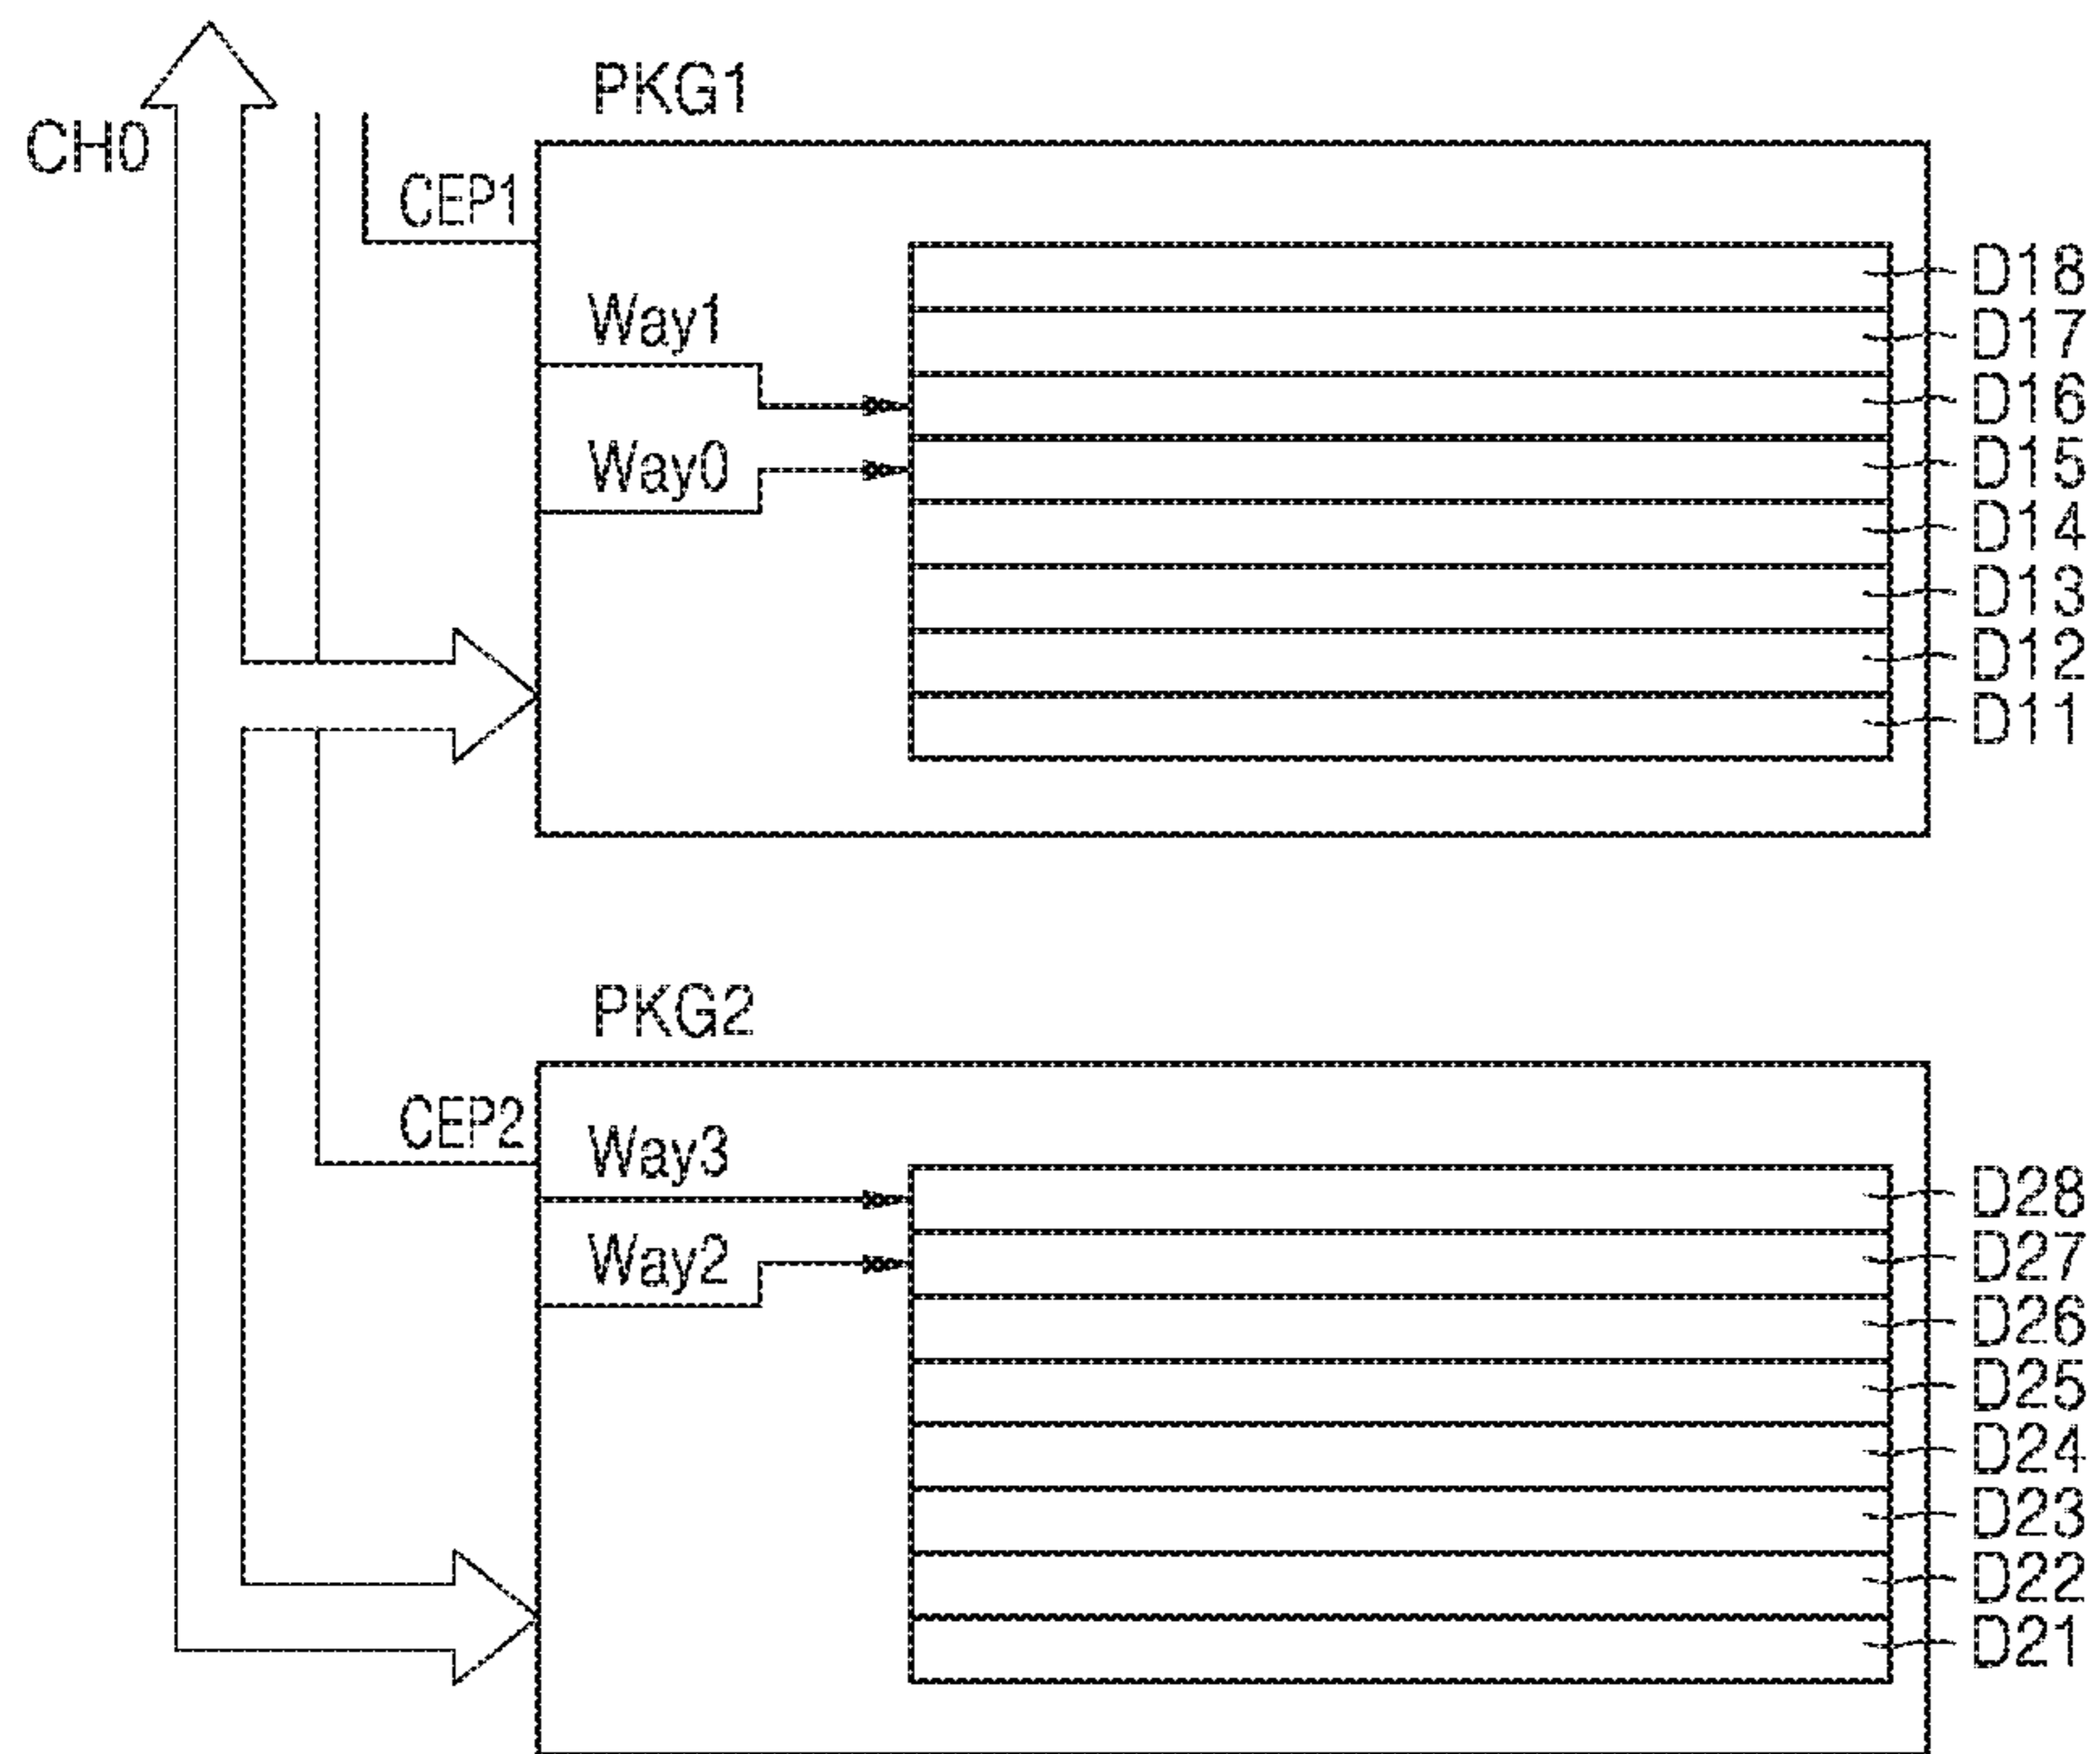 PKG1
CH0
CEP1
D18
Way1
D17
D16
Way0
D15
D14
D13
D12
D11
PKG2
CEP2
Way3
D28
Way2
D27
D26
D25
D24
D23
D22
D21